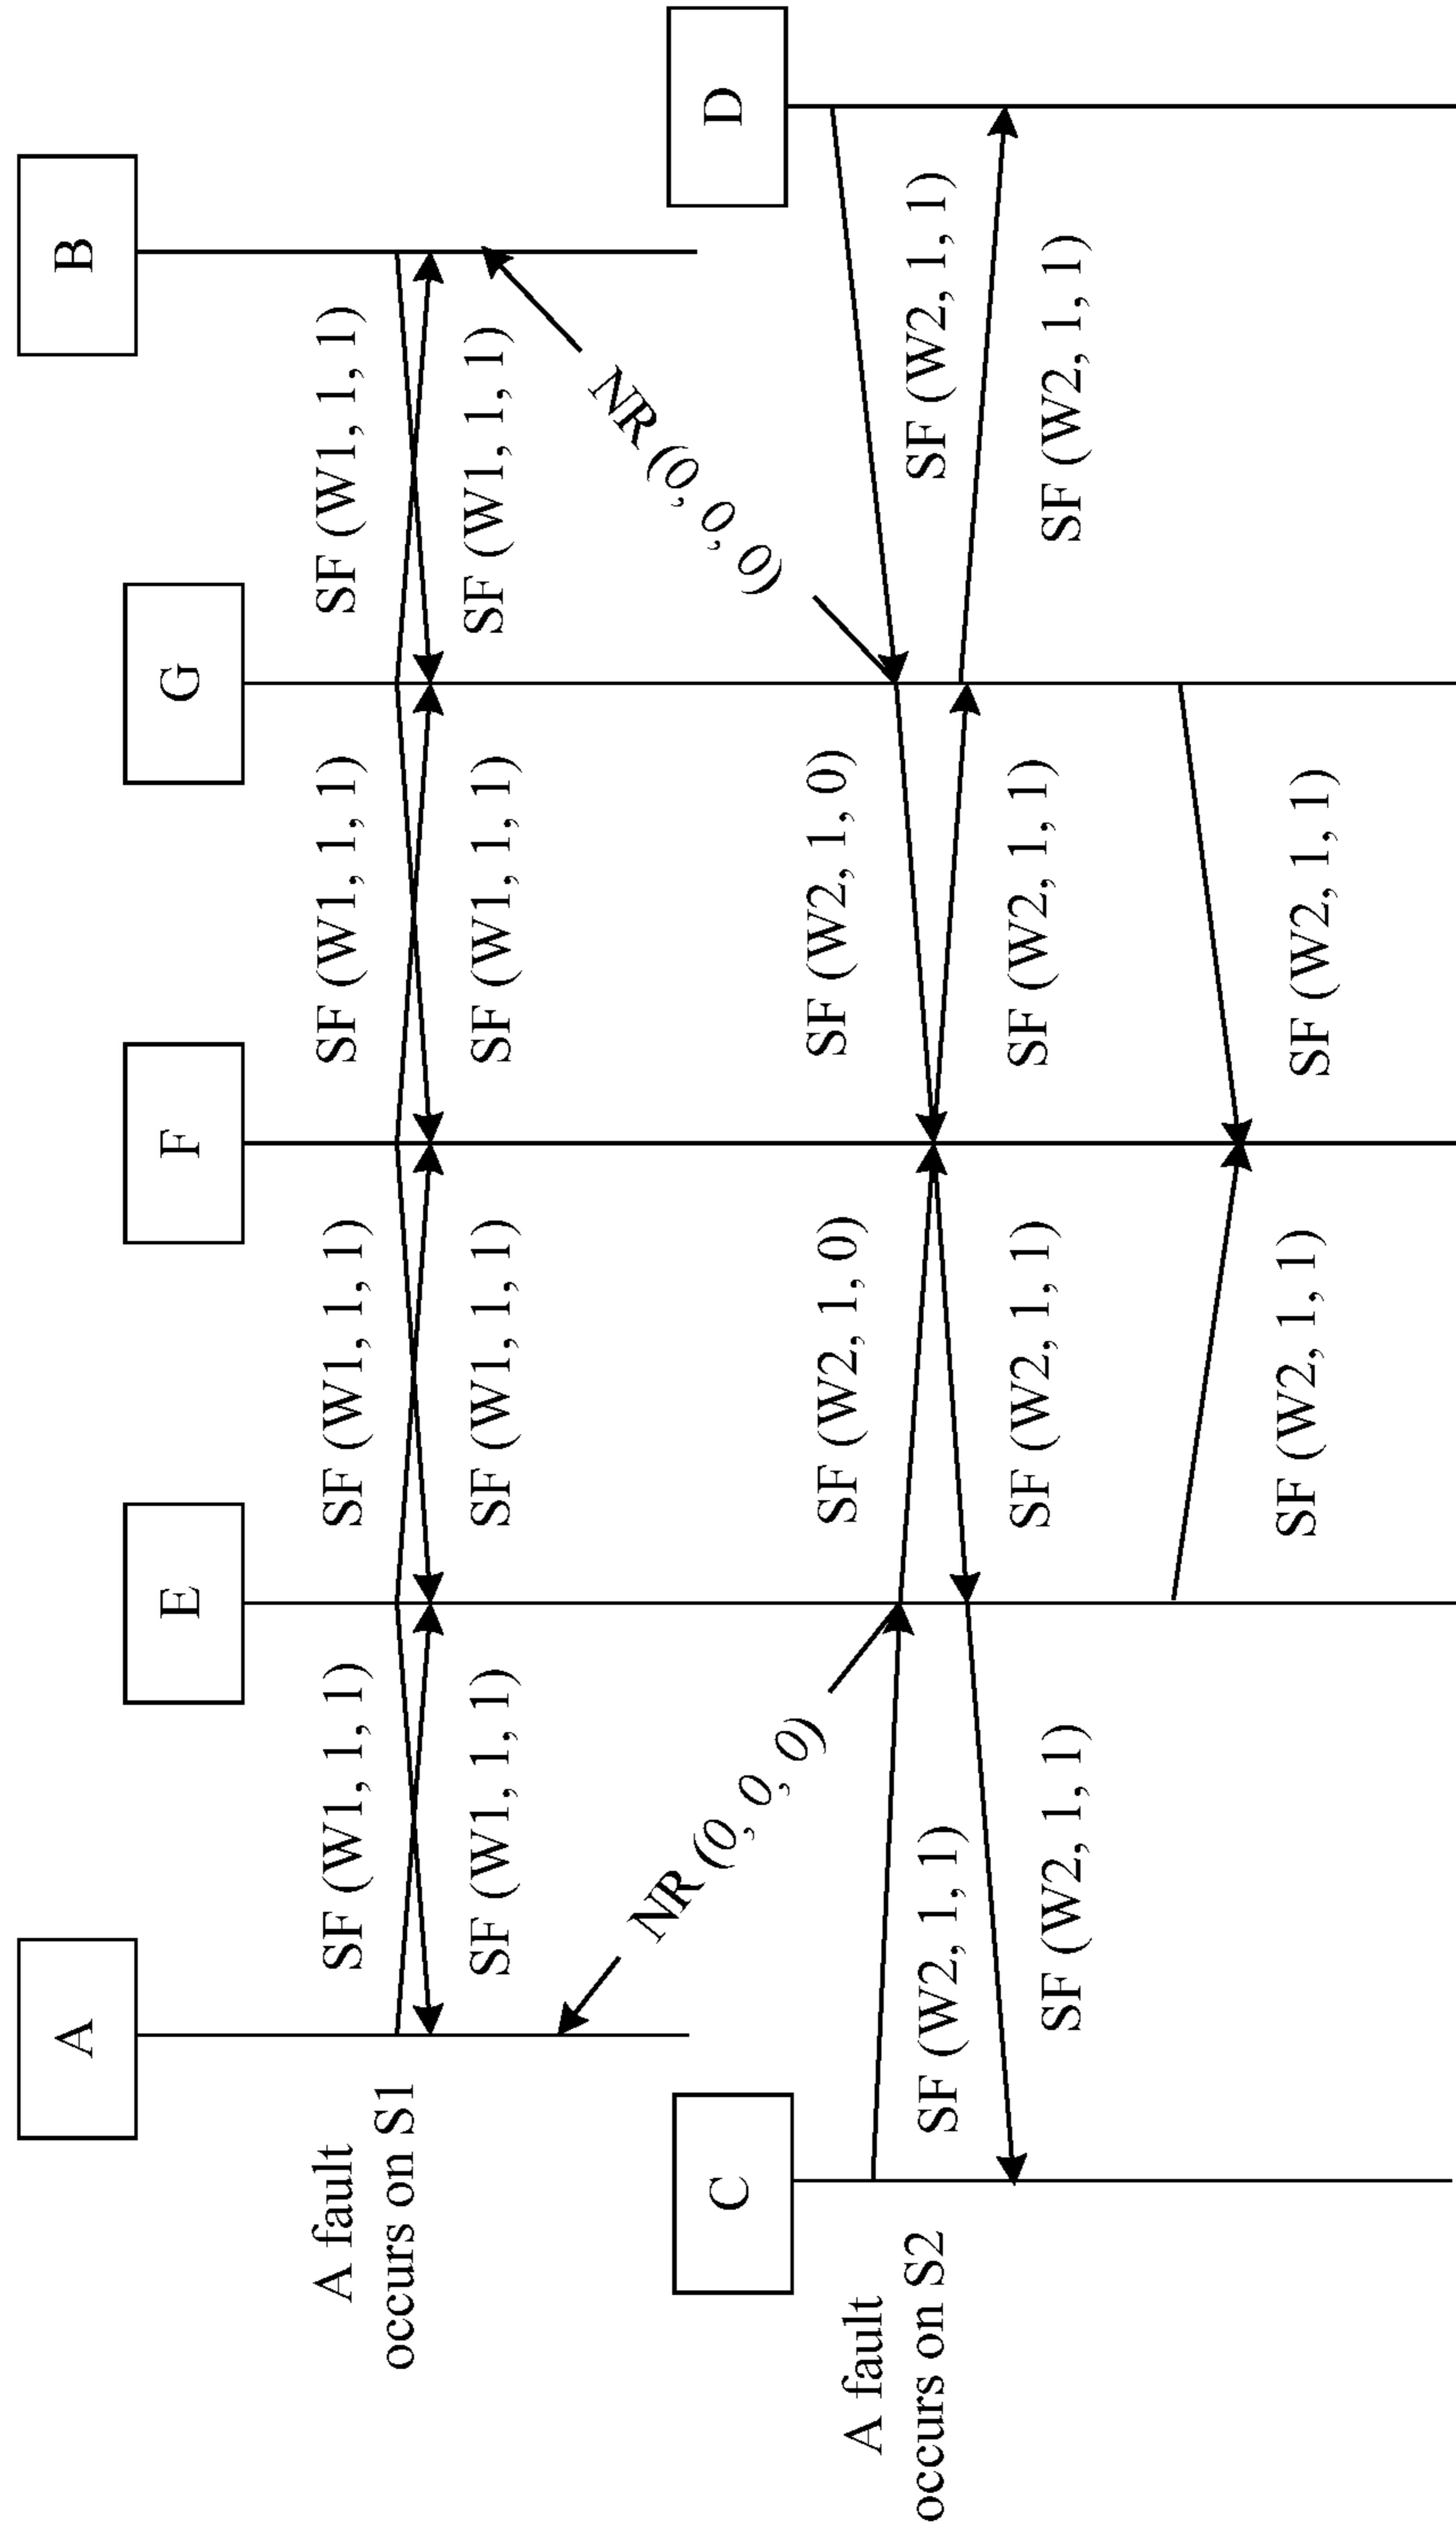 A
B
E
F
G
A fault
occurs on S1
SF (W1, 1, 1)
SF (W1, 1, 1)
SF (W1, 1, 1)
SF (W1, 1, 1)
SF (W1, 1, 1)
SF (W1, 1, 1)
SF (W1, 1, 1)
SF (W1, 1, 1)
NR (0, 0, 0)
NR (0, 0, 0)
C
D
A fault
occurs on S2
SF (W2, 1, 0)
SF (W2, 1, 0)
SF (W2, 1, 1)
SF (W2, 1, 1)
SF (W2, 1, 1)
SF (W2, 1, 1)
SF (W2, 1, 1)
SF (W2, 1, 1)
SF (W2, 1, 1)
SF (W2, 1, 1)